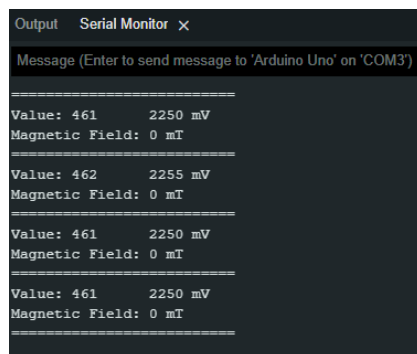 Output Serial Monitor ×
Message (Enter to send message to 'Arduino Uno' on 'COM3')
==========================
Value: 461 2250 mV
Magnetic Field: 0 mT
==========================
Value: 462 2255 mV
Magnetic Field: 0 mT
==========================
Value: 461 2250 mV
Magnetic Field: 0 mT
==========================
Value: 461 2250 mV
Magnetic Field: 0 mT
==========================